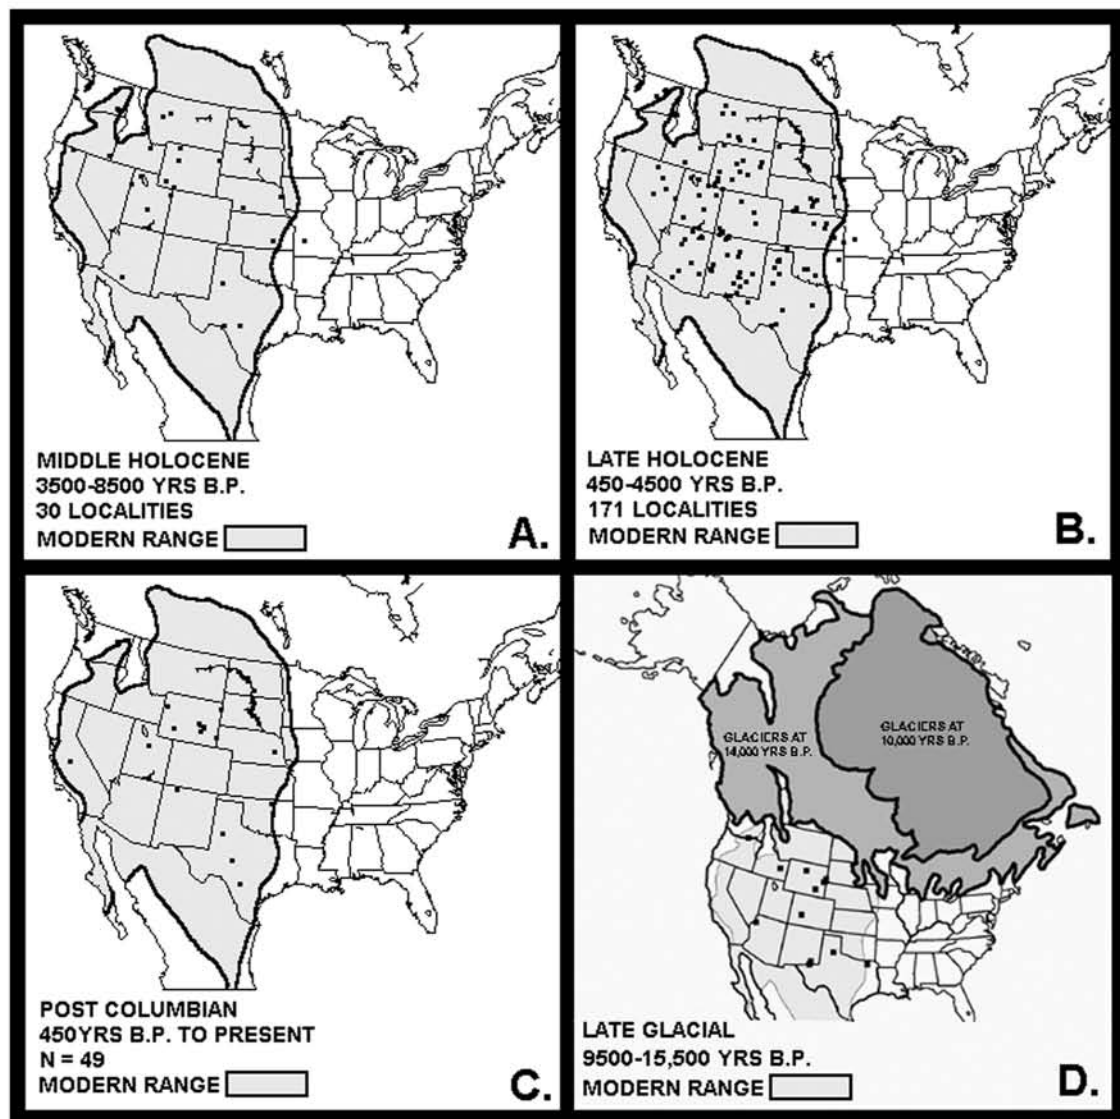 MIDDLE HOLOCENE
3500-8500 YRS B.P.
30 LOCALITIES
MODERN RANGE
A.
LATE HOLOCENE
450-4500 YRS B.P.
171 LOCALITIES
MODERN RANGE
B.
POST COLUMBIAN
450YRS B.P. TO PRESENT
N = 49
MODERN RANGE
C.
GLACIERS AT
14,000 YRS B.P.
GLACIERS AT
10,000 YRS B.P.
LATE GLACIAL
9500-15,500 YRS B.P.
MODERN RANGE
D.